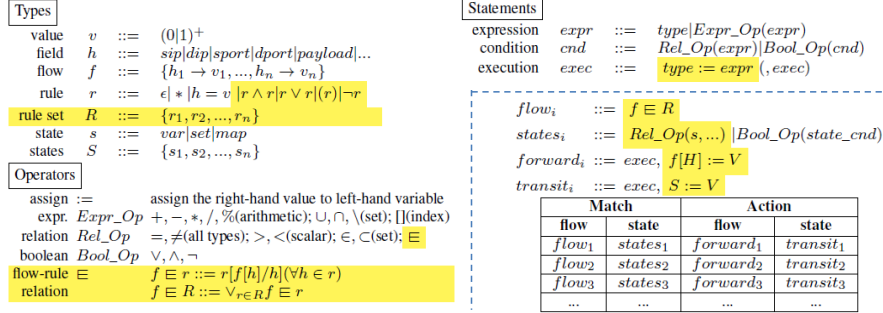 Types
value v ::= (0|1)⁺
field h ::= sip|dip|sport|dport|payload|...
flow f ::= {h₁ → v₁, ..., hₙ → vₙ}
rule r ::= ϵ| ∗ |h = v |r ∧ r|r ∨ r|(r)|¬r
rule set R ::= {r₁, r₂, ..., rₙ}
state s ::= var|set|map
states S ::= {s₁, s₂, ..., sₙ}
Operators
assign := assign the right-hand value to left-hand variable
expr. Expr_Op +, −, ∗, /, %(arithmetic); ∪, ∩, \(set); [](index)
relation Rel_Op =, ≠(all types); >, <(scalar); ∈, ⊂(set); ⋿
boolean Bool_Op ∨, ∧, ¬
flow-rule ⋿ f ⋿ r ::= r[f[h]/h](∀h ∈ r)
relation f ⋿ R ::= ∨r∈R f ⋿ r
Statements
expression expr ::= type|Expr_Op(expr)
condition cnd ::= Rel_Op(expr)|Bool_Op(cnd)
execution exec ::= type := expr (, exec)
flowᵢ ::= f ⋿ R
statesᵢ ::= Rel_Op(s, ...) |Bool_Op(state_cnd)
forwardᵢ ::= exec, f[H] := V
transitᵢ ::= exec, S := V
Match Action
flow state flow state
flow₁ states₁ forward₁ transit₁
flow₂ states₂ forward₂ transit₂
flow₃ states₃ forward₃ transit₃
... ... ... ...